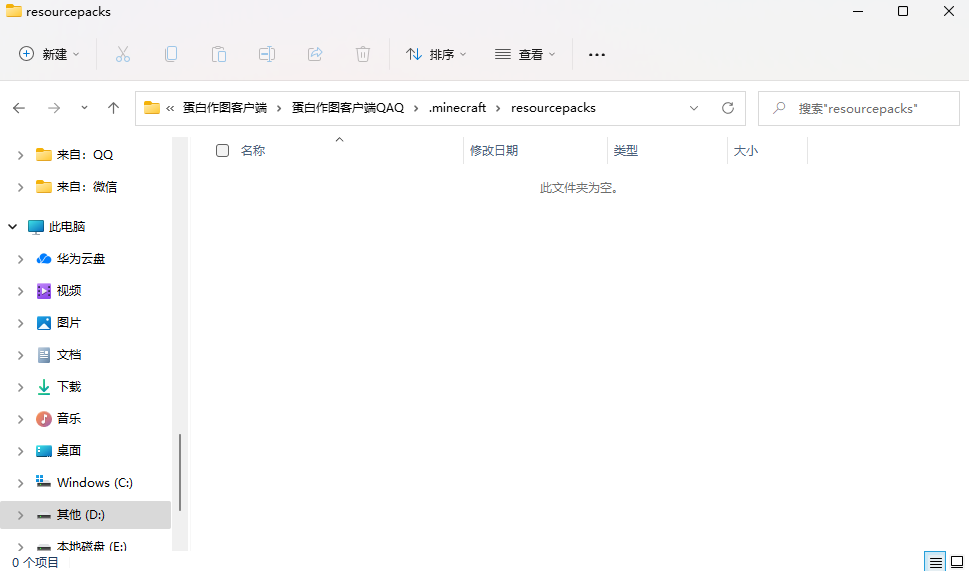 resourcepacks
新建
排序
查看
« 蛋白作图客户端 › 蛋白作图客户端QAQ › .minecraft › resourcepacks
搜索"resourcepacks"
名称
修改日期
类型
大小
此文件夹为空。
来自：QQ
来自：微信
此电脑
华为云盘
视频
图片
文档
下载
音乐
桌面
Windows (C:)
其他 (D:)
本地磁盘 (E:)
0 个项目